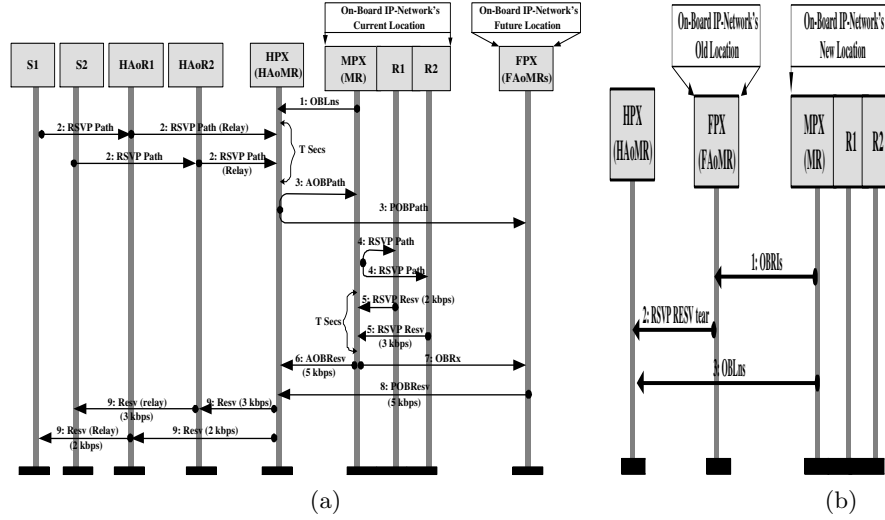 On-Board IP-Network's
Current Location
On-Board IP-Network's
Future Location
S1
S2
HAoR1
HAoR2
HPX
(HAoMR)
MPX
(MR)
R1
R2
FPX
(FAoMRs)
1: OBLns
2: RSVP Path
2: RSVP Path (Relay)
2: RSVP Path
2: RSVP Path
(Relay)
T Secs
3: AOBPath
3: POBPath
4: RSVP Path
4: RSVP Path
5: RSVP Resv (2 kbps)
T Secs
5: RSVP Resv
(3 kbps)
6: AOBResv
(5 kbps)
7: OBRx
8: POBResv
(5 kbps)
9: Resv (relay)
(3 kbps)
9: Resv (3 kbps)
9: Resv (Relay)
(2 kbps)
9: Resv (2 kbps)
(a)
On-Board IP-Network's
Old Location
On-Board IP-Network's
New Location
HPX
(HAoMR)
FPX
(FAoMR)
MPX
(MR)
R1
R2
1: OBRls
2: RSVP RESV tear
3: OBLns
(b)